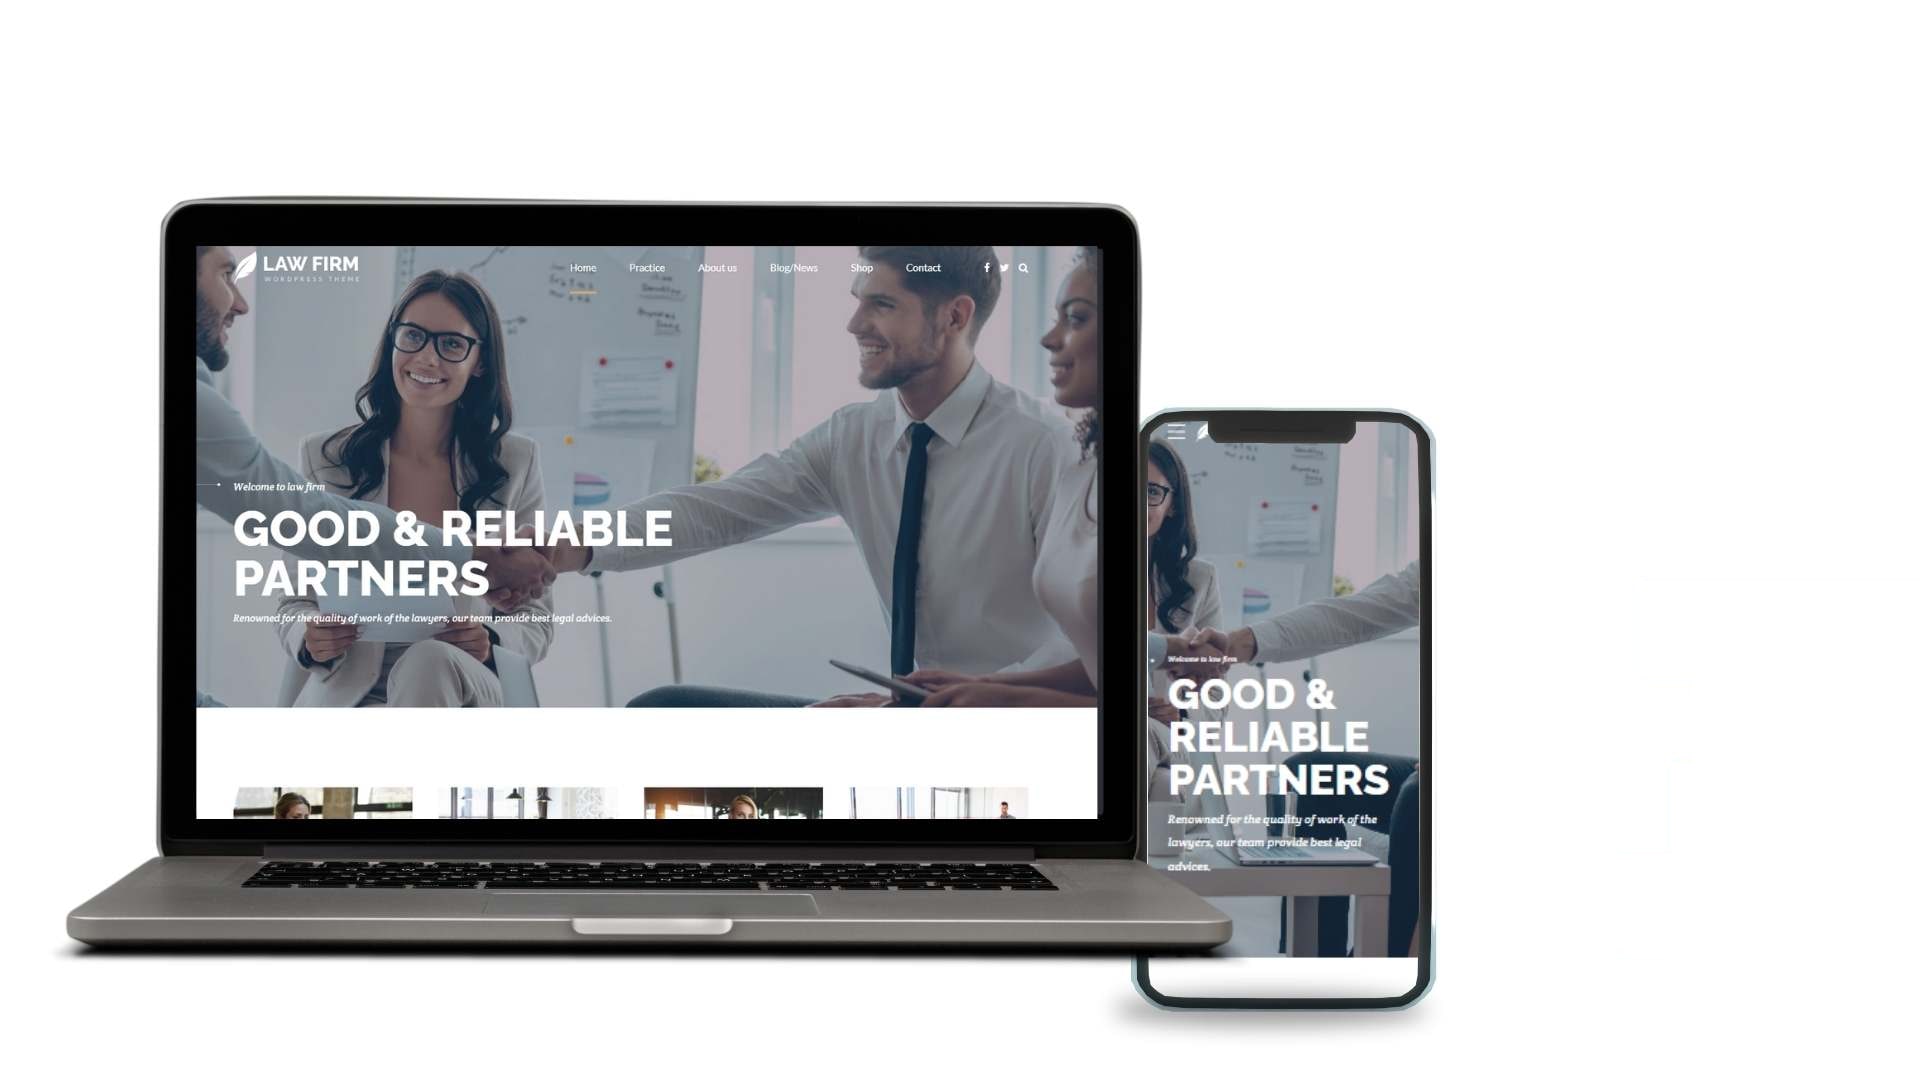 LAW FIRM
WORDPRESS THEME
Home Practice About us Blog/News Shop Contact
Welcome to law firm
GOOD & RELIABLE
PARTNERS
Renowned for the quality of work of the lawyers, our team provide best legal advices.
Welcome to law firm
GOOD &
RELIABLE
PARTNERS
Renowned for the quality of work of the
lawyers, our team provide best legal
advices.